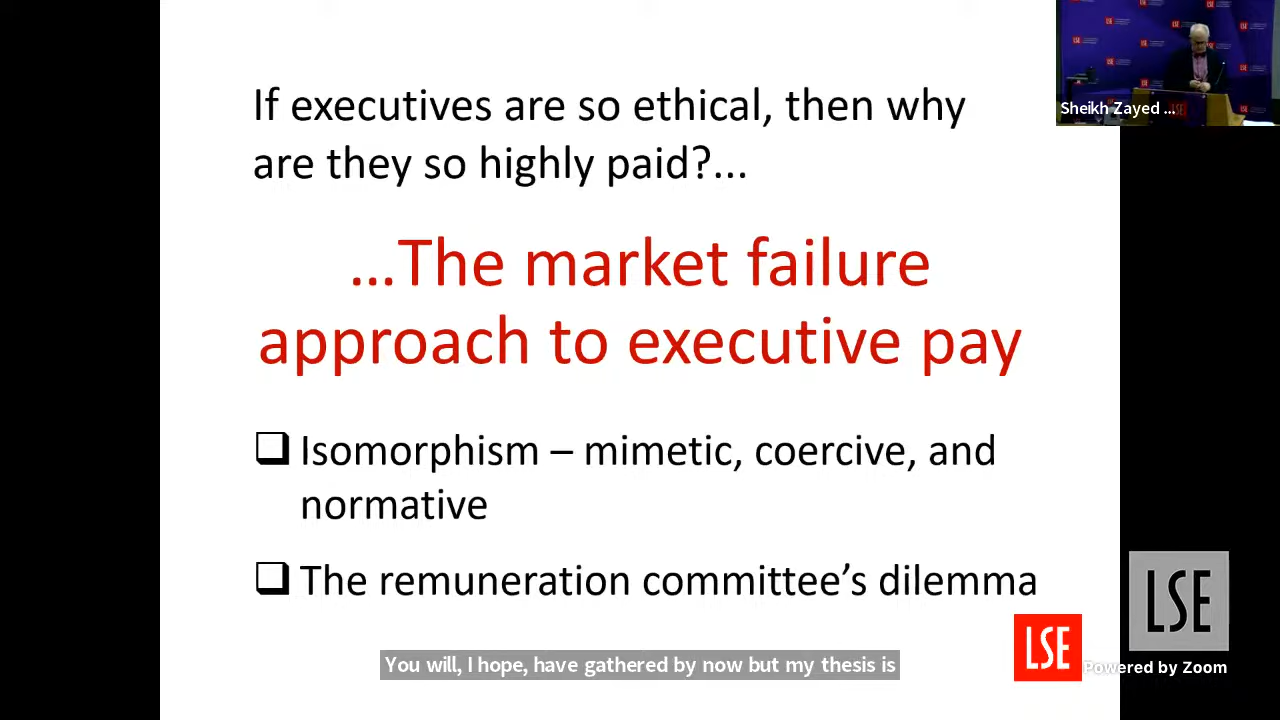 If executives are so ethical, then why
are they so highly paid?...
...The market failure
approach to executive pay
❑ Isomorphism – mimetic, coercive, and
normative
❑ The remuneration committee’s dilemma
You will, I hope, have gathered by now but my thesis is
LSE
LSE
Powered by Zoom
Sheikh Zayed ...
LSE